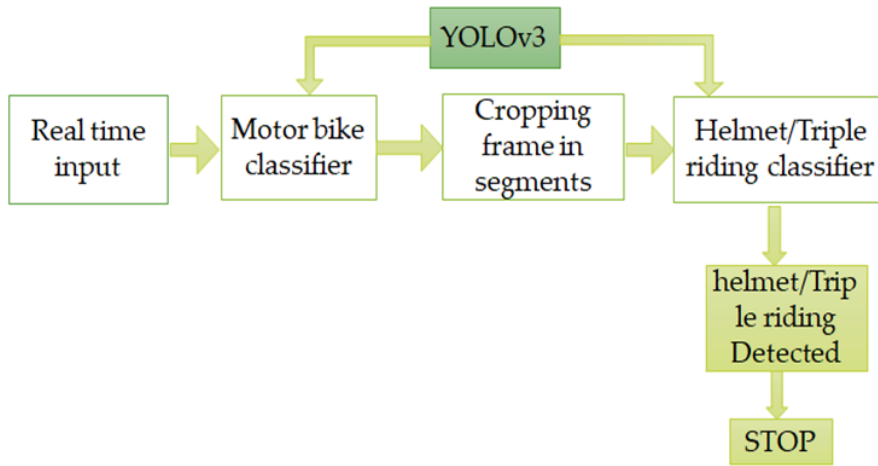 YOLOv3
Real time
input
Motor bike
classifier
Cropping
frame in
segments
Helmet/Triple
riding classifier
helmet/Trip
le riding
Detected
STOP